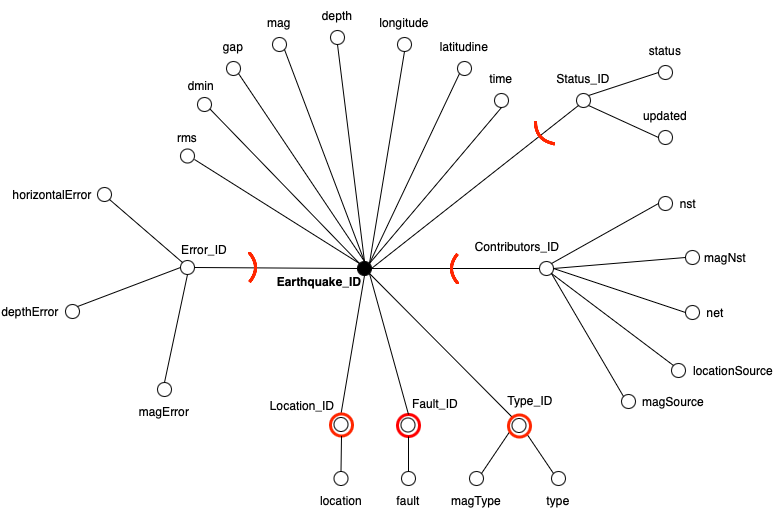 depth
mag
longitude
gap
latitudine
status
dmin
time
Status_ID
updated
rms
horizontalError
nst
Error_ID
Contributors_ID
magNst
Earthquake_ID
depthError
net
locationSource
magError
Location_ID
Fault_ID
Type_ID
magSource
location
fault
magType
type